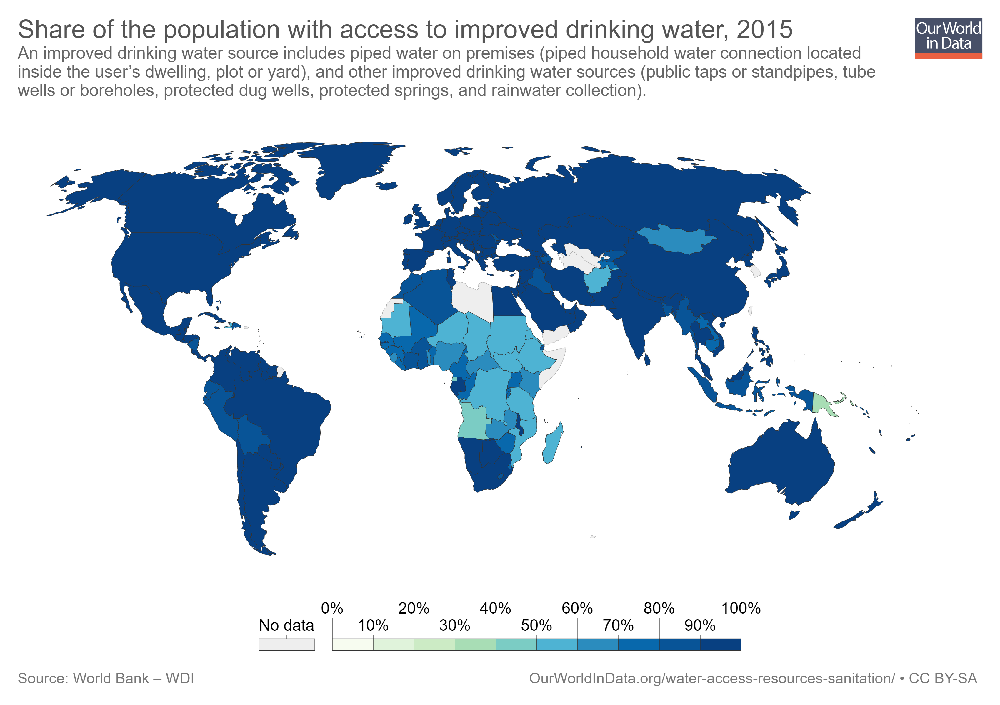 Share of the population with access to improved drinking water, 2015
Our World
in Data
An improved drinking water source includes piped water on premises (piped household water connection located
inside the user’s dwelling, plot or yard), and other improved drinking water sources (public taps or standpipes, tube
wells or boreholes, protected dug wells, protected springs, and rainwater collection).
0% 20% 40% 60% 80% 100%
No data 10% 30% 50% 70% 90%
Source: World Bank – WDI
OurWorldInData.org/water-access-resources-sanitation/ • CC BY-SA